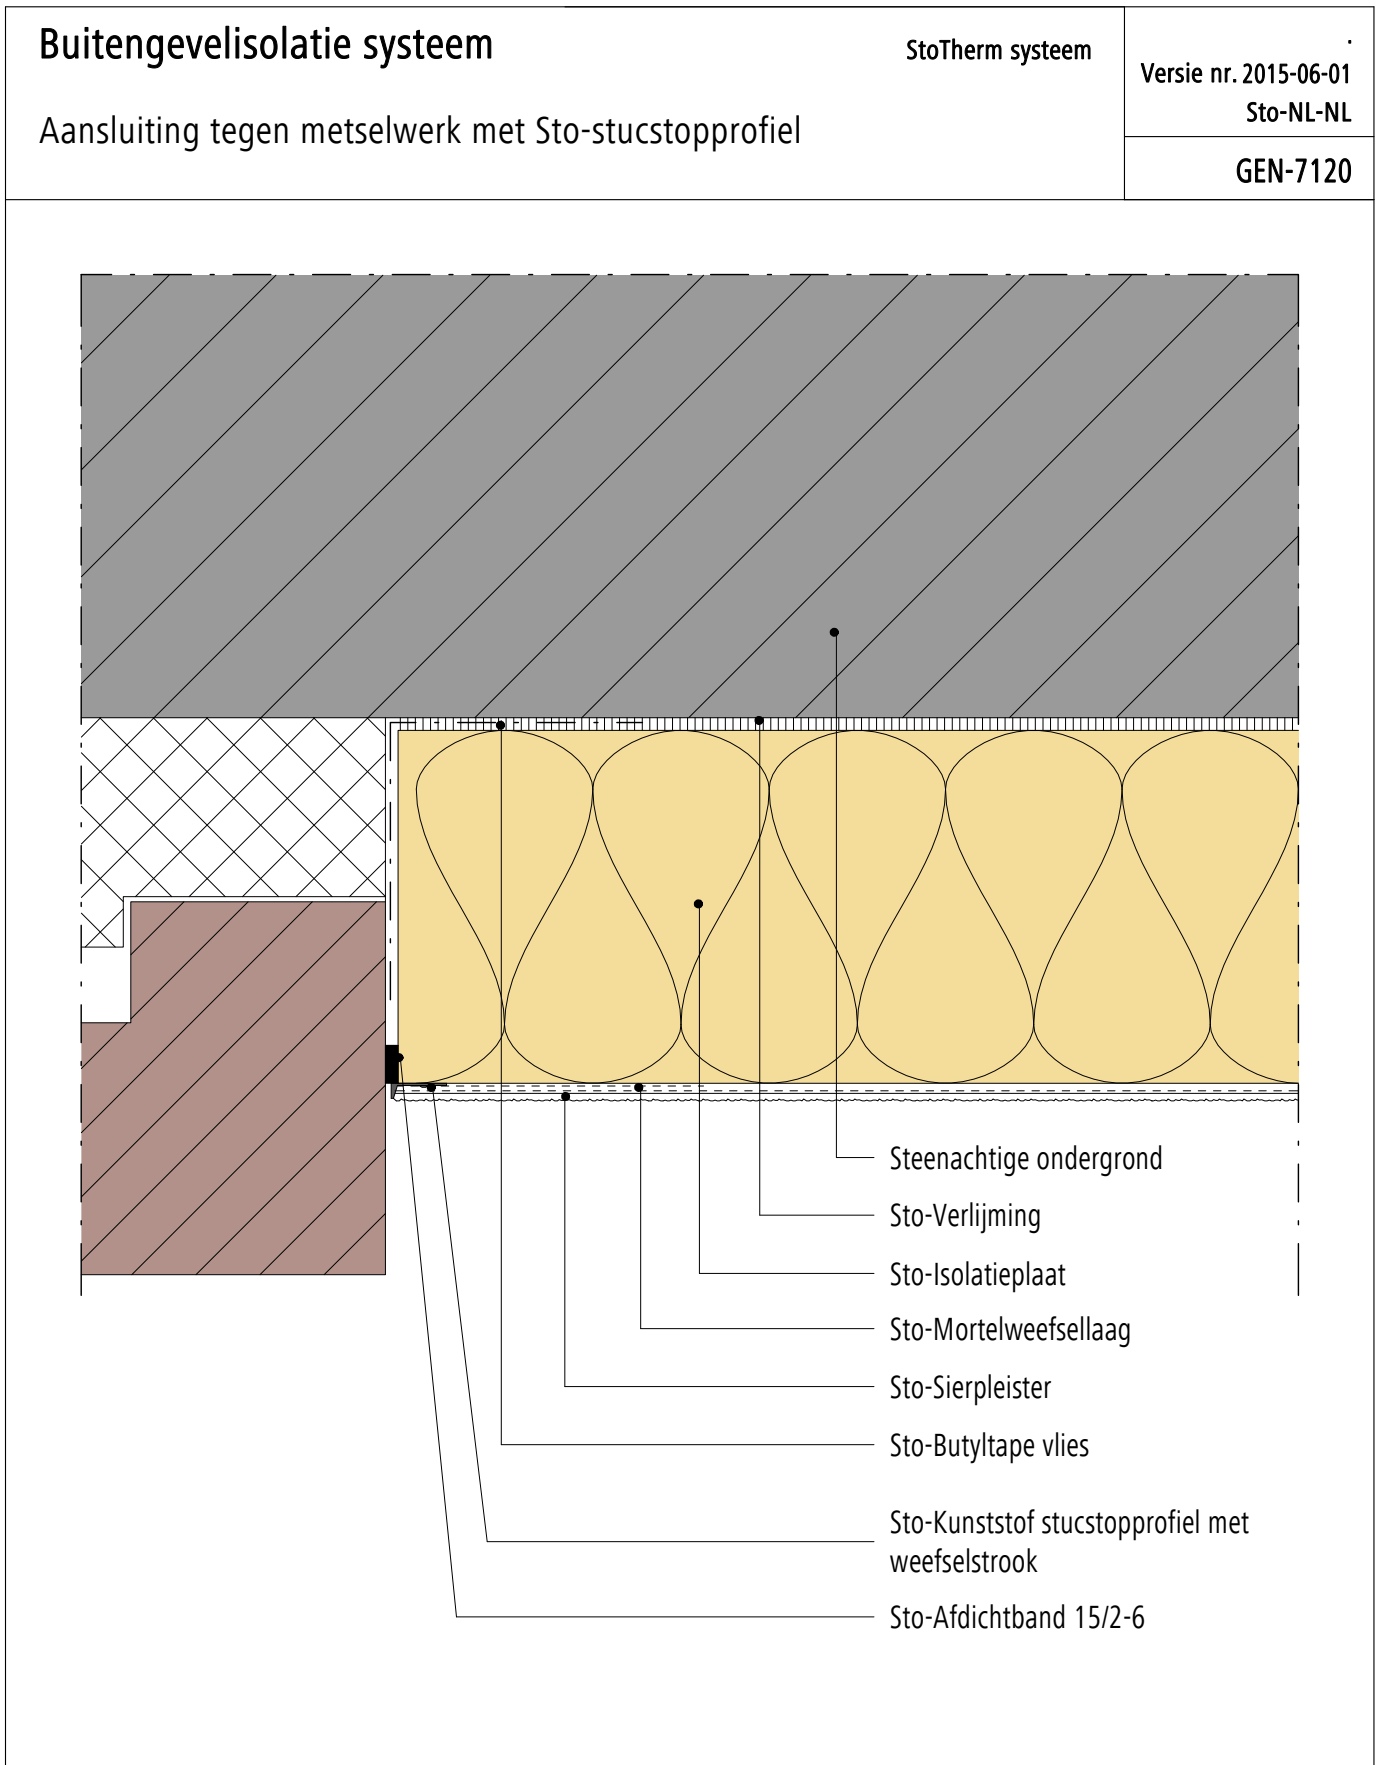 Buitengevelisolatie systeem
StoTherm systeem
.
Versie nr. 2015-06-01
Sto-NL-NL
Aansluiting tegen metselwerk met Sto-stucstopprofiel
GEN-7120
Steenachtige ondergrond
Sto-Verlijming
Sto-Isolatieplaat
Sto-Mortelweefsellaag
Sto-Sierpleister
Sto-Butyltape vlies
Sto-Kunststof stucstopprofiel met
weefselstrook
Sto-Afdichtband 15/2-6